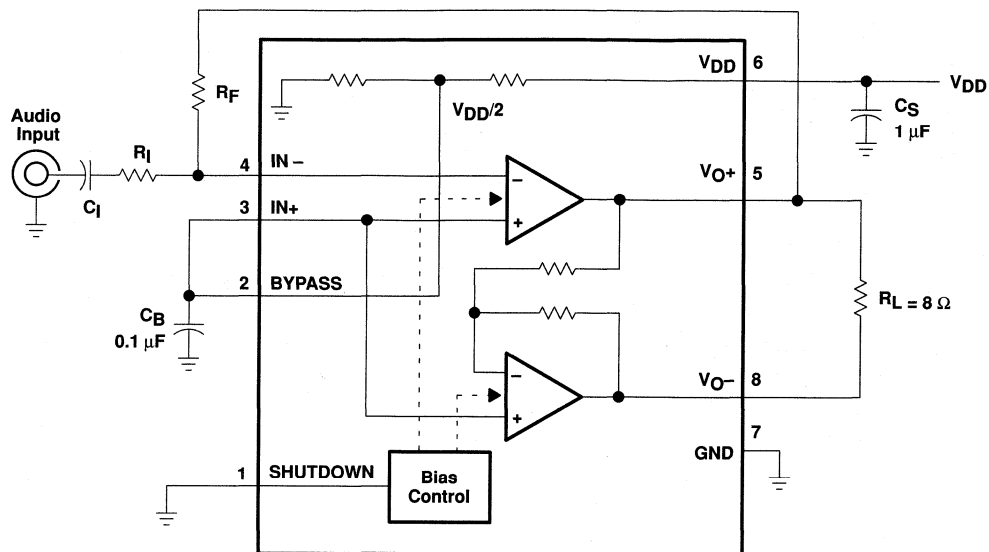 VDD 6
VDD
RF
VDD/2
CS
1 µF
Audio
Input
RI
4 IN −
CI
VO+ 5
−
+
3 IN+
2 BYPASS
CB
0.1 µF
RL = 8 Ω
−
+
VO− 8
7
GND
1 SHUTDOWN
Bias
Control